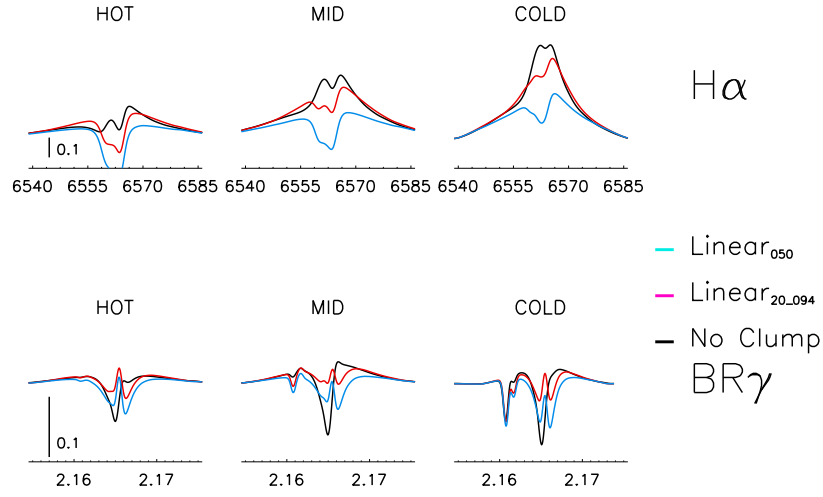 HOT MID COLD
Hα
0.1
6540 6555 6570 6585 6540 6555 6570 6585 6540 6555 6570 6585
Linear050
Linear20_094
No Clump
HOT MID COLD
BRγ
0.1
2.16 2.17 2.16 2.17 2.16 2.17